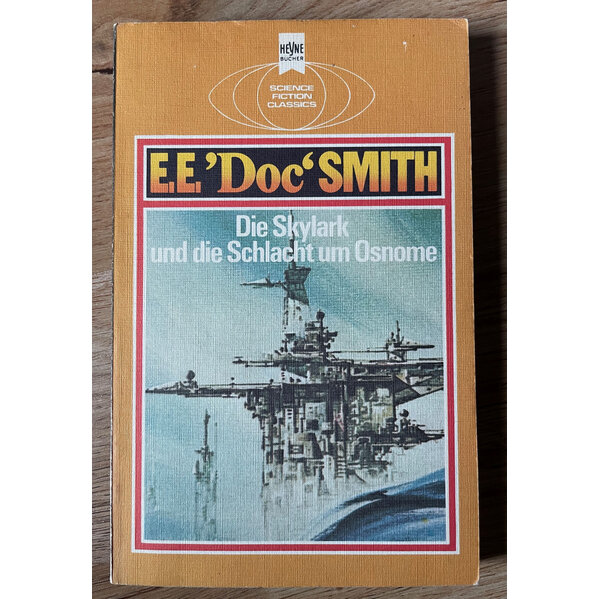 HEYNE
BÜCHER
SCIENCE
FICTION
CLASSICS
E.E. 'Doc' SMITH
Die Skylark
und die Schlacht um Osnome